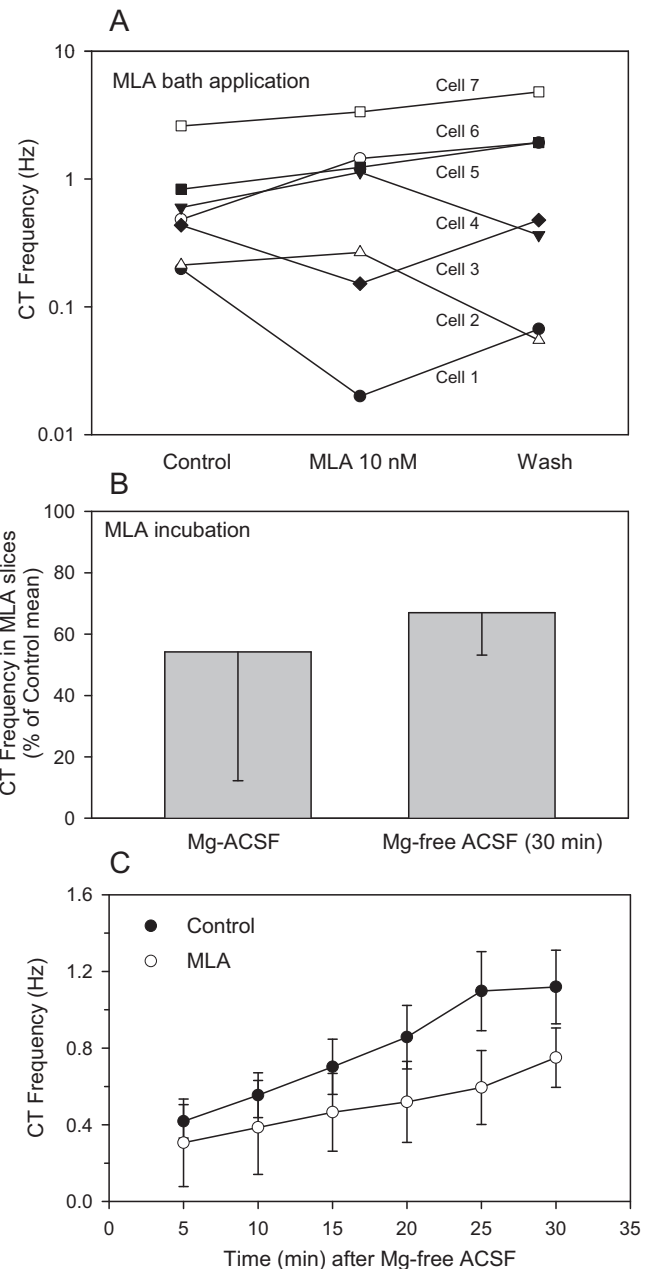 A
MLA bath application
CT Frequency (Hz)
10
1
0.1
0.01
Cell 7
Cell 6
Cell 5
Cell 4
Cell 3
Cell 2
Cell 1
Control MLA 10 nM Wash
B
MLA incubation
CT Frequency in MLA slices
(% of Control mean)
100
80
60
40
20
0
Mg-ACSF Mg-free ACSF (30 min)
C
Control
MLA
CT Frequency (Hz)
1.6
1.2
0.8
0.4
0.0
0 5 10 15 20 25 30 35
Time (min) after Mg-free ACSF